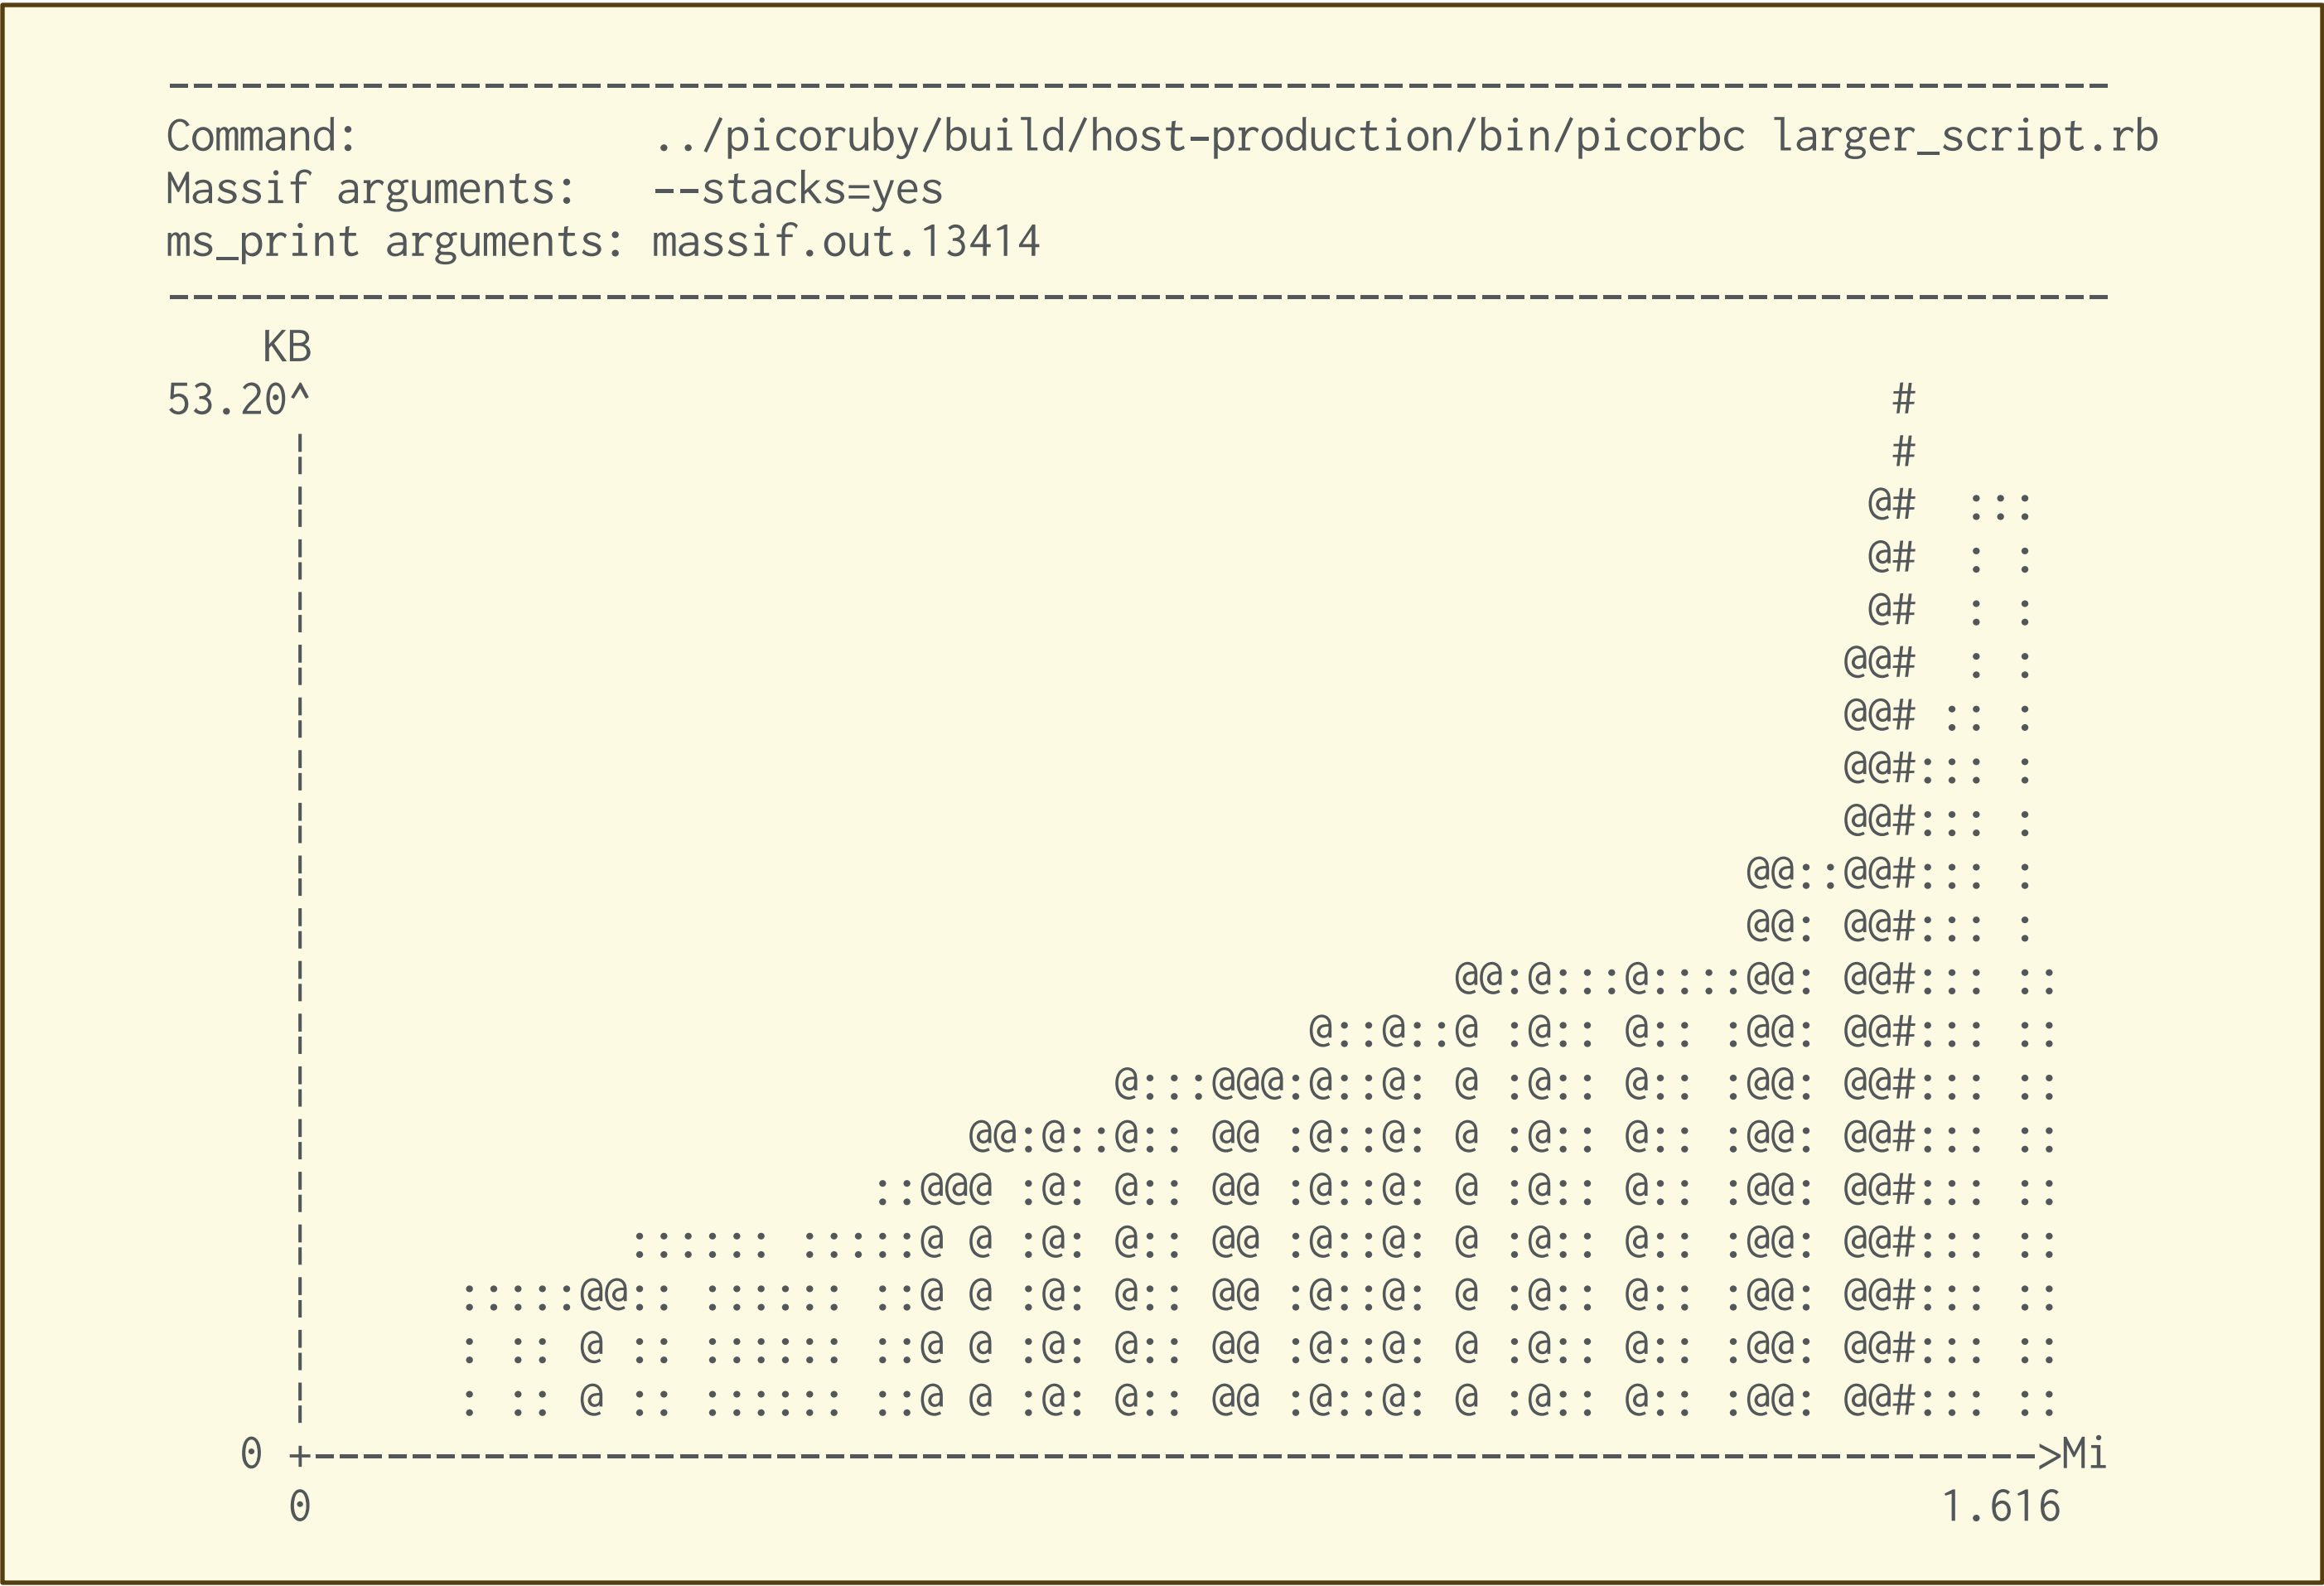 --------------------------------------------------------------------------------
Command:            ../picoruby/build/host-production/bin/picorbc larger_script.rb
Massif arguments:   --stacks=yes
ms_print arguments: massif.out.13414
--------------------------------------------------------------------------------
    KB
53.20^                                                                 #
     |                                                                 #
     |                                                                @#  :::
     |                                                                @#  : :
     |                                                                @#  : :
     |                                                               @@#  : :
     |                                                               @@# :: :
     |                                                               @@#::: :
     |                                                               @@#::: :
     |                                                           @@::@@#::: :
     |                                                           @@: @@#::: :
     |                                               @@:@:::@::::@@: @@#::: ::
     |                                         @::@::@ :@:: @:: :@@: @@#::: ::
     |                                 @:::@@@:@::@: @ :@:: @:: :@@: @@#::: ::
     |                           @@:@::@:: @@ :@::@: @ :@:: @:: :@@: @@#::: ::
     |                       ::@@@ :@: @:: @@ :@::@: @ :@:: @:: :@@: @@#::: ::
     |             :::::: :::::@ @ :@: @:: @@ :@::@: @ :@:: @:: :@@: @@#::: ::
     |      :::::@@:: :::::: ::@ @ :@: @:: @@ :@::@: @ :@:: @:: :@@: @@#::: ::
     |      : :: @ :: :::::: ::@ @ :@: @:: @@ :@::@: @ :@:: @:: :@@: @@#::: ::
     |      : :: @ :: :::::: ::@ @ :@: @:: @@ :@::@: @ :@:: @:: :@@: @@#::: ::
   0 +----------------------------------------------------------------------->Mi
     0                                                                   1.616